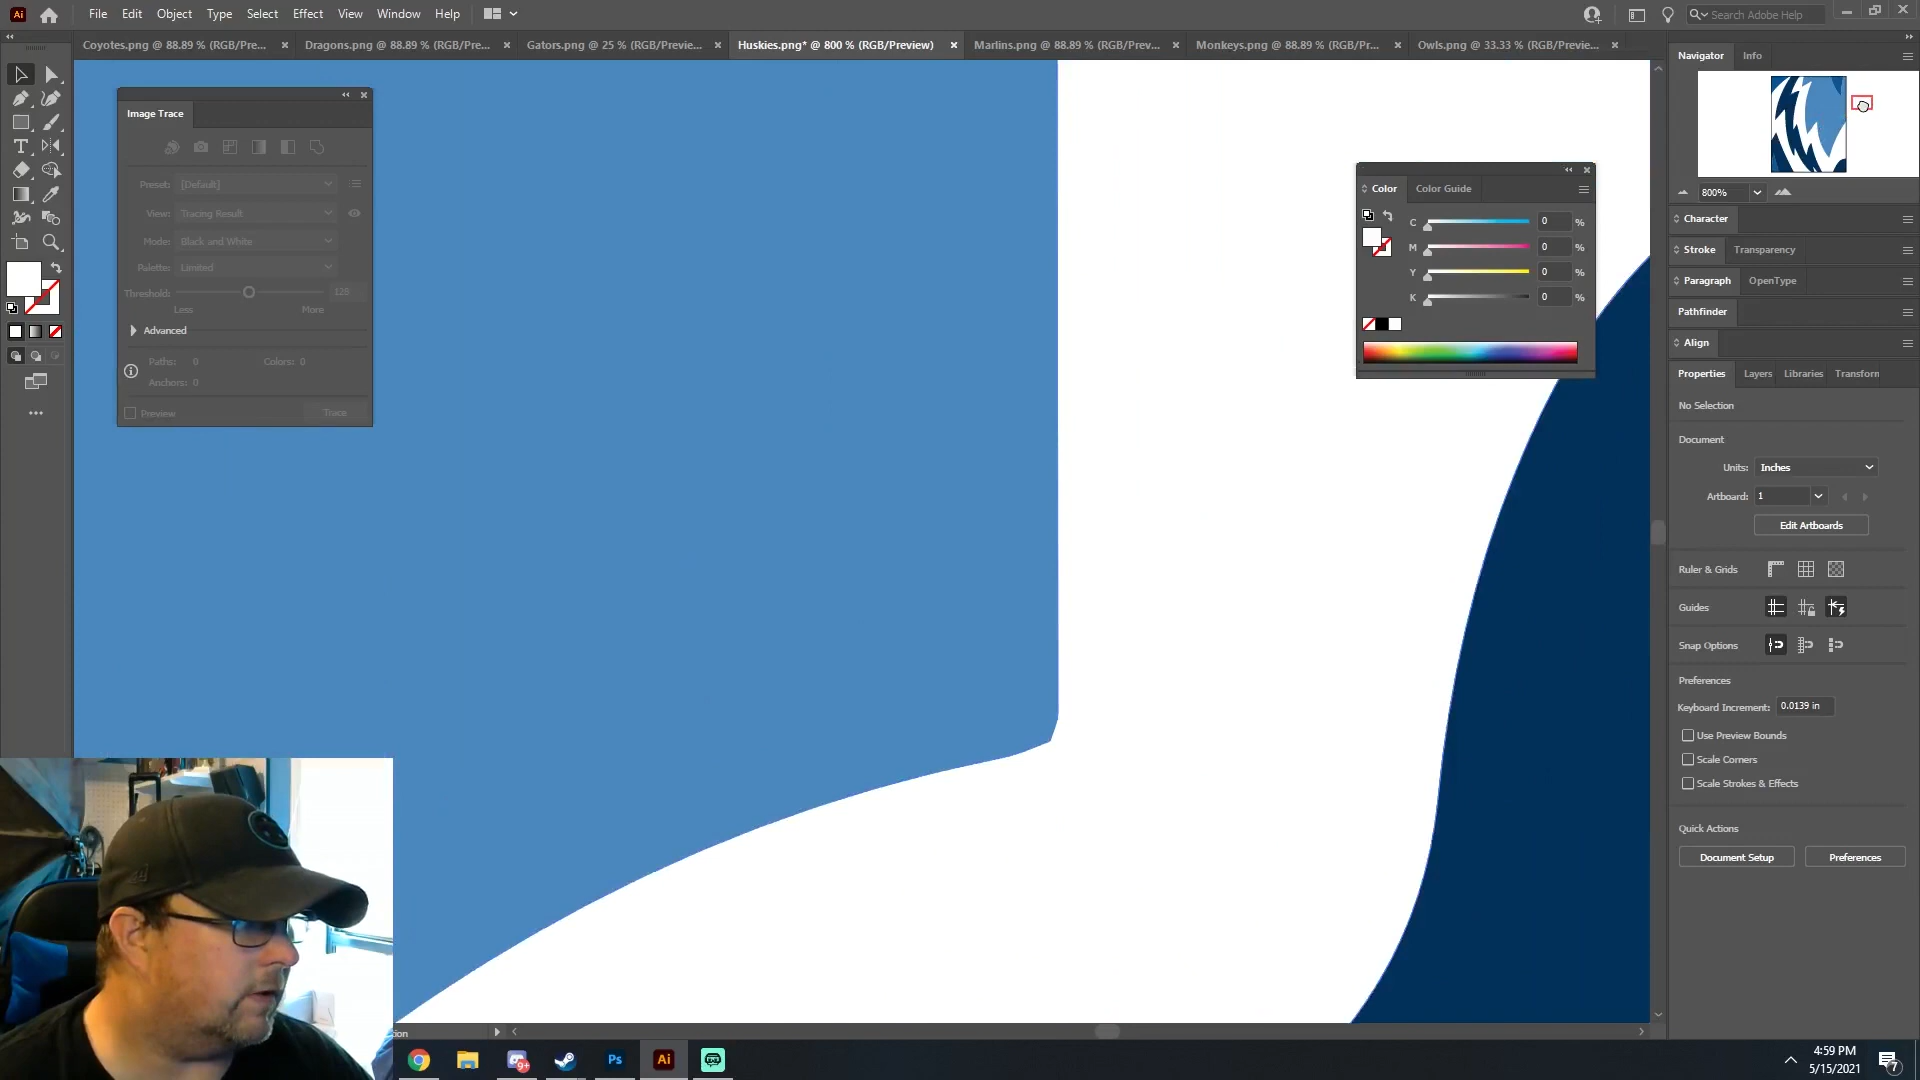 Ai File Edit Object Type Select Effect View Window Help Search Adobe Help
Coyotes.png @ 88.89 % (RGB/Pre... Dragons.png @ 88.89 % (RGB/Prev... Gators.png @ 25 % (RGB/Previe... Huskies.png* @ 800 % (RGB/Preview) Marlins.png @ 88.89 % (RGB/Prev... Monkeys.png @ 88.89 % (RGB/Pr... Owls.png @ 33.33 % (RGB/Previe...
Image Trace
Preset: [Default]
View: Tracing Result
Mode: Black and White
Palette: Limited
Threshold: 128
Less More
Advanced
Paths: 0 Colors: 0
Anchors: 0
Preview Trace
Color Color Guide
C 0 %
M 0 %
Y 0 %
K 0 %
Navigator Info
800%
Character
Stroke Transparency
Paragraph OpenType
Pathfinder
Align
Properties Layers Libraries Transform
No Selection
Document
Units: Inches
Artboard: 1
Edit Artboards
Ruler & Grids
Guides
Snap Options
Preferences
Keyboard Increment: 0.0139 in
Use Preview Bounds
Scale Corners
Scale Strokes & Effects
Quick Actions
Document Setup Preferences
tion
9+ Ps Ai
4:59 PM
5/15/2021
7